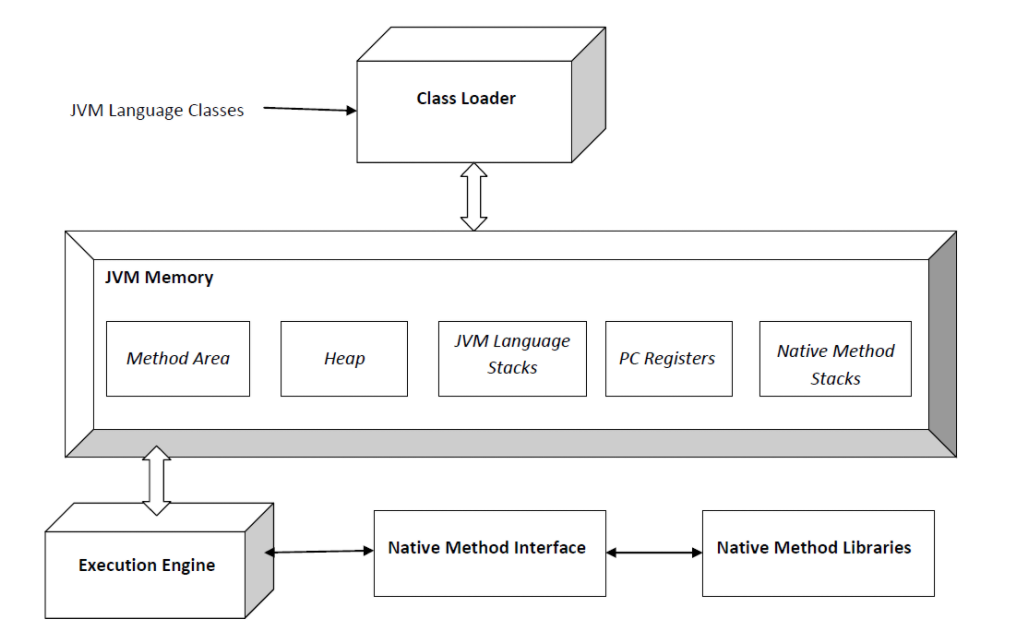 Class Loader
JVM Language Classes
JVM Memory
Method Area
Heap
JVM Language
Stacks
PC Registers
Native Method
Stacks
Execution Engine
Native Method Interface
Native Method Libraries